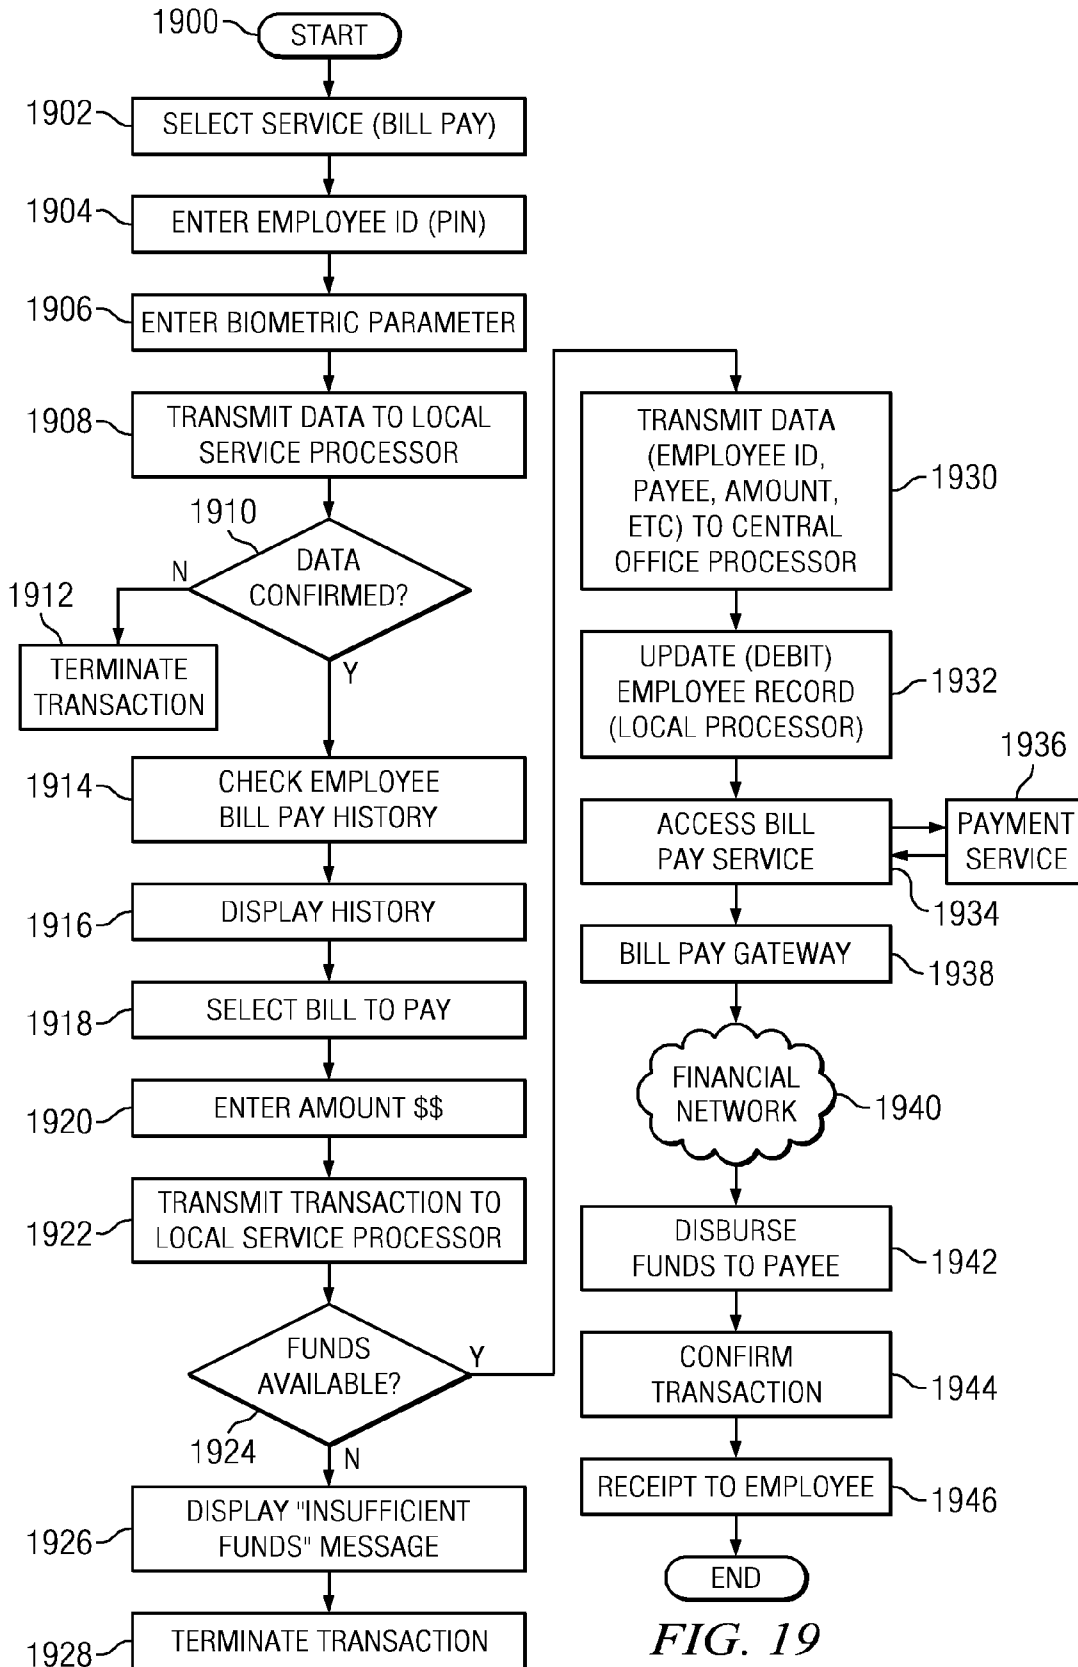 1900
START
1902
SELECT SERVICE (BILL PAY)
1904
ENTER EMPLOYEE ID (PIN)
1906
ENTER BIOMETRIC PARAMETER
1908
TRANSMIT DATA TO LOCAL
SERVICE PROCESSOR
1910
DATA
CONFIRMED?
N
Y
1912
TERMINATE
TRANSACTION
1914
CHECK EMPLOYEE
BILL PAY HISTORY
1916
DISPLAY HISTORY
1918
SELECT BILL TO PAY
1920
ENTER AMOUNT $$
1922
TRANSMIT TRANSACTION TO
LOCAL SERVICE PROCESSOR
FUNDS
AVAILABLE?
Y
1924
N
1926
DISPLAY "INSUFFICIENT
FUNDS" MESSAGE
1928
TERMINATE TRANSACTION
TRANSMIT DATA
(EMPLOYEE ID,
PAYEE, AMOUNT,
ETC) TO CENTRAL
OFFICE PROCESSOR
1930
UPDATE (DEBIT)
EMPLOYEE RECORD
(LOCAL PROCESSOR)
1932
ACCESS BILL
PAY SERVICE
1934
1936
PAYMENT
SERVICE
BILL PAY GATEWAY
1938
FINANCIAL
NETWORK
1940
DISBURSE
FUNDS TO PAYEE
1942
CONFIRM
TRANSACTION
1944
RECEIPT TO EMPLOYEE
1946
END
FIG. 19